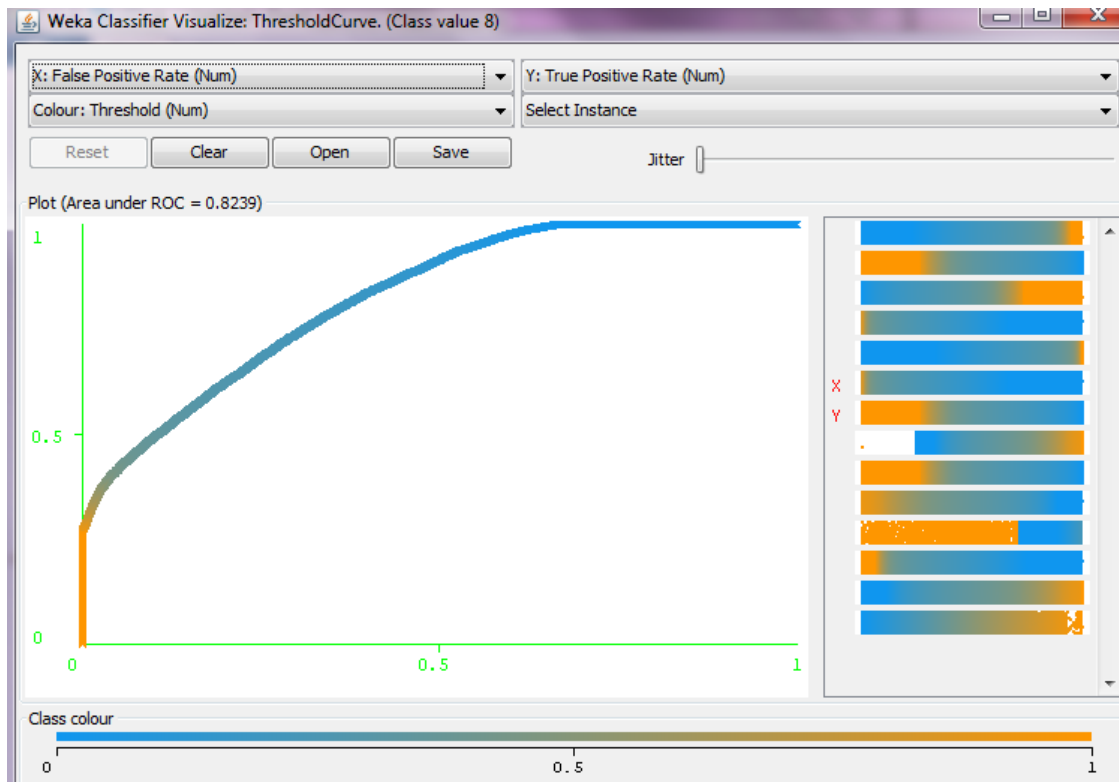 Weka Classifier Visualize: ThresholdCurve. (Class value 8)
X: False Positive Rate (Num)
Y: True Positive Rate (Num)
Colour: Threshold (Num)
Select Instance
Reset
Clear
Open
Save
Jitter
Plot (Area under ROC = 0.8239)
1
0.5
0
0
0.5
1
X
Y
Class colour
0
0.5
1